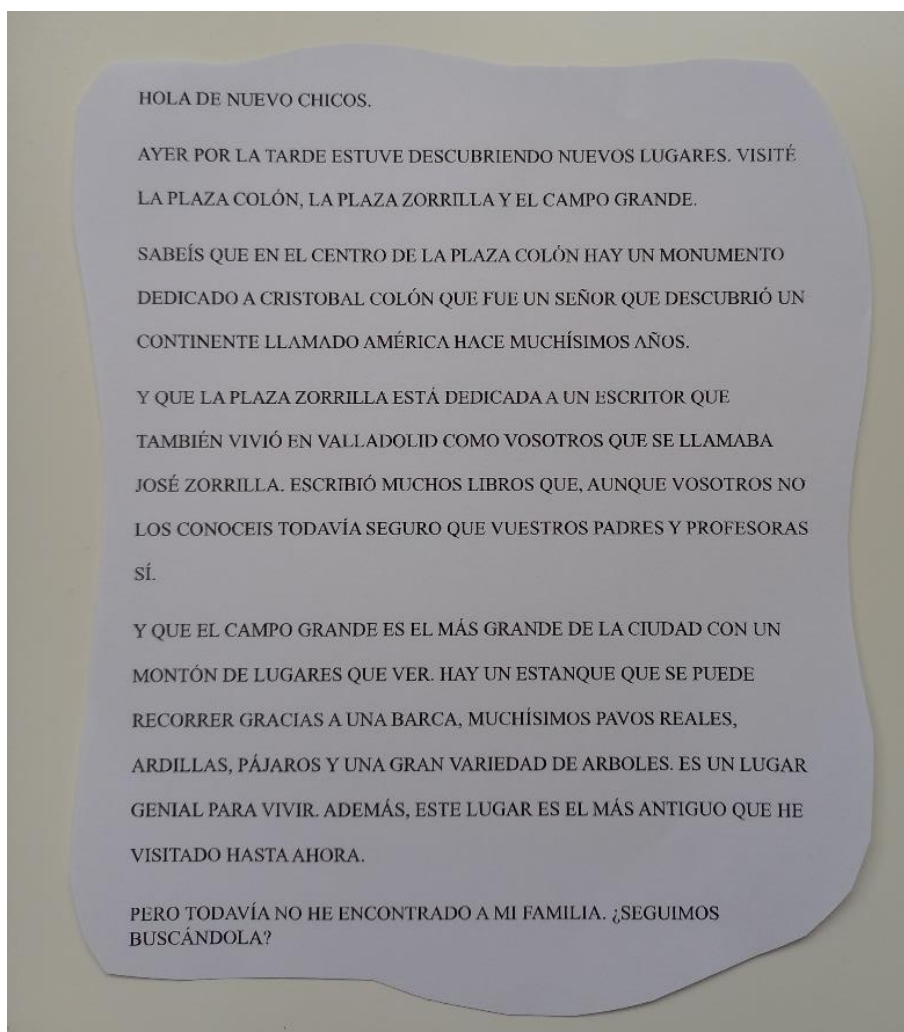 HOLA DE NUEVO CHICOS.
AYER POR LA TARDE ESTUVE DESCUBRIENDO NUEVOS LUGARES. VISITÉ
LA PLAZA COLÓN, LA PLAZA ZORRILLA Y EL CAMPO GRANDE.
SABEÍS QUE EN EL CENTRO DE LA PLAZA COLÓN HAY UN MONUMENTO
DEDICADO A CRISTOBAL COLÓN QUE FUE UN SEÑOR QUE DESCUBRIÓ UN
CONTINENTE LLAMADO AMÉRICA HACE MUCHÍSIMOS AÑOS.
Y QUE LA PLAZA ZORRILLA ESTÁ DEDICADA A UN ESCRITOR QUE
TAMBIÉN VIVIÓ EN VALLADOLID COMO VOSOTROS QUE SE LLAMABA
JOSÉ ZORRILLA. ESCRIBIÓ MUCHOS LIBROS QUE, AUNQUE VOSOTROS NO
LOS CONOCEIS TODAVÍA SEGURO QUE VUESTROS PADRES Y PROFESORAS
SÍ.
Y QUE EL CAMPO GRANDE ES EL MÁS GRANDE DE LA CIUDAD CON UN
MONTÓN DE LUGARES QUE VER. HAY UN ESTANQUE QUE SE PUEDE
RECORRER GRACIAS A UNA BARCA, MUCHÍSIMOS PAVOS REALES,
ARDILLAS, PÁJAROS Y UNA GRAN VARIEDAD DE ARBOLES. ES UN LUGAR
GENIAL PARA VIVIR. ADEMÁS, ESTE LUGAR ES EL MÁS ANTIGUO QUE HE
VISITADO HASTA AHORA.
PERO TODAVÍA NO HE ENCONTRADO A MI FAMILIA. ¿SEGUIMOS
BUSCÁNDOLA?